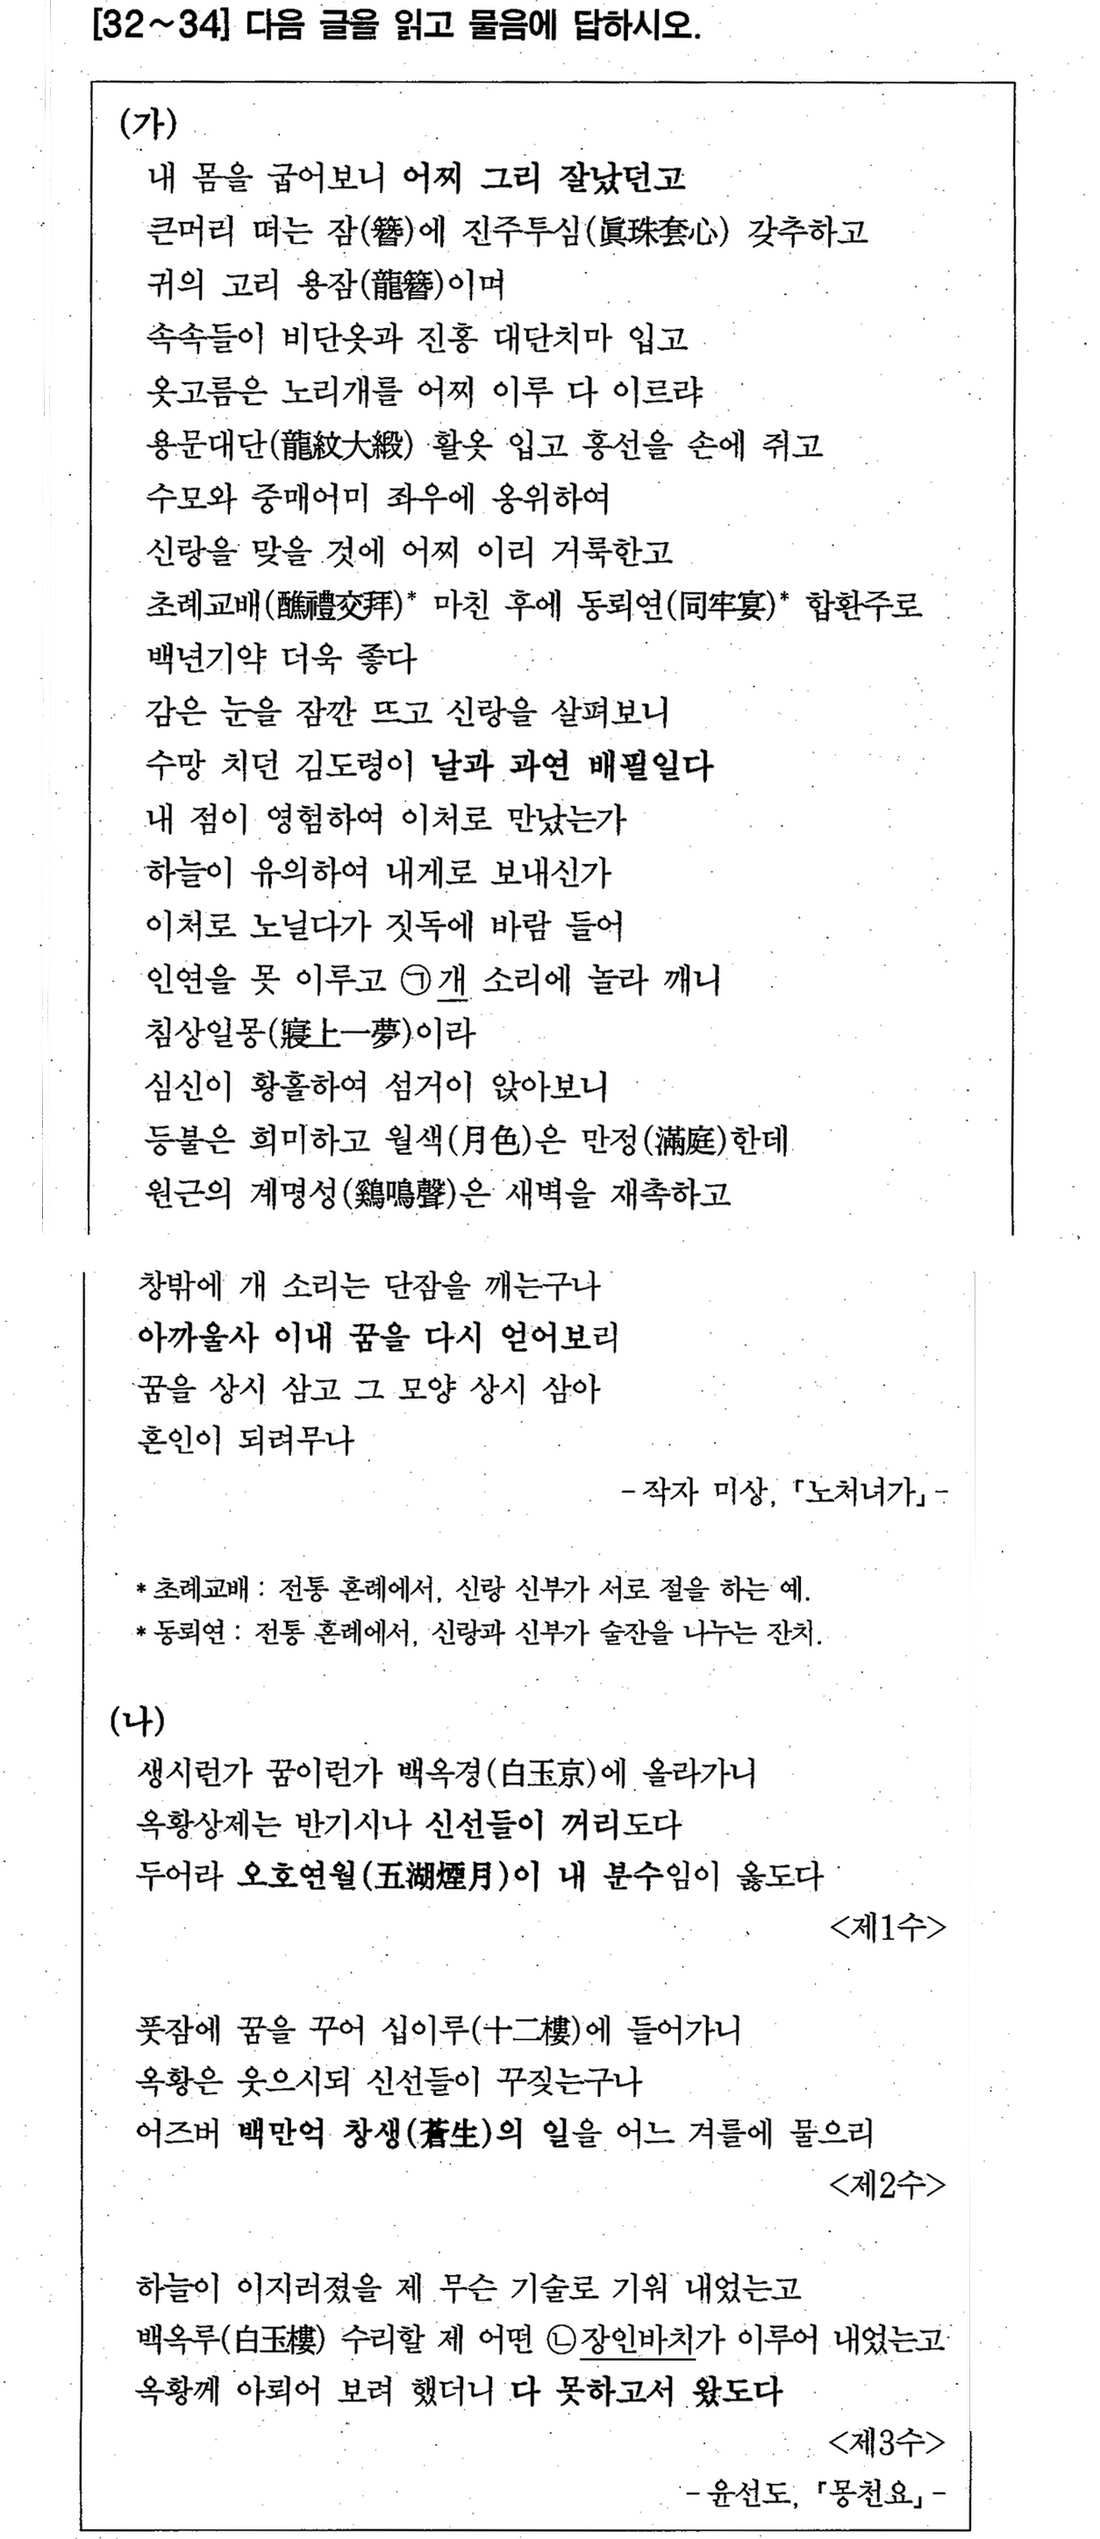 [32~34] 다음 글을 읽고 물음에 답하시오.
(가)
내 몸을 굽어보니 어찌 그리 잘났던고
큰머리 떠는 잠(簪)에 진주투심(眞珠套心) 갖추하고
귀의 고리 용잠(龍簪)이며
속속들이 비단옷과 진홍 대단치마 입고
옷고름은 노리개를 어찌 이루 다 이르랴
용문대단(龍紋大緞) 활옷 입고 홍선을 손에 쥐고
수모와 중매어미 좌우에 옹위하여
신랑을 맞을 것에 어찌 이리 거룩한고
초례교배(醮禮交拜)* 마친 후에 동뢰연(同牢宴)* 합환주로
백년기약 더욱 좋다
감은 눈을 잠깐 뜨고 신랑을 살펴보니
수망 치던 김도령이 날과 과연 배필일다
내 점이 영험하여 이처로 만났는가
하늘이 유의하여 내게로 보내신가
이처로 노닐다가 짓독에 바람 들어
인연을 못 이루고 ㉠개 소리에 놀라 깨니
침상일몽(寢上一夢)이라
심신이 황홀하여 섬거이 앉아보니
등불은 희미하고 월색(月色)은 만정(滿庭)한데
원근의 계명성(鷄鳴聲)은 새벽을 재촉하고
창밖에 개 소리는 단잠을 깨는구나
아까울사 이내 꿈을 다시 얻어보리
꿈을 상시 삼고 그 모양 상시 삼아
혼인이 되려무나
- 작자 미상, 「노처녀가」 -
* 초례교배 : 전통 혼례에서, 신랑 신부가 서로 절을 하는 예.
* 동뢰연 : 전통 혼례에서, 신랑과 신부가 술잔을 나누는 잔치.
(나)
생시런가 꿈이런가 백옥경(白玉京)에 올라가니
옥황상제는 반기시나 신선들이 꺼리도다
두어라 오호연월(五湖煙月)이 내 분수임이 옳도다
<제1수>
풋잠에 꿈을 꾸어 십이루(十二樓)에 들어가니
옥황은 웃으시되 신선들이 꾸짖는구나
어즈버 백만억 창생(蒼生)의 일을 어느 겨를에 물으리
<제2수>
하늘이 이지러졌을 제 무슨 기술로 기워 내었는고
백옥루(白玉樓) 수리할 제 어떤 ㉡장인바치가 이루어 내었는고
옥황께 아뢰어 보려 했더니 다 못하고서 왔도다
<제3수>
- 윤선도, 「몽천요」 -